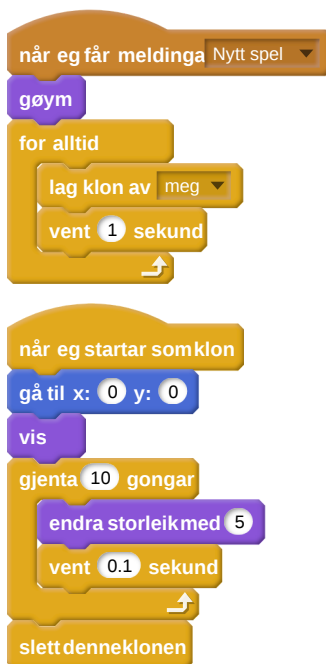 når eg får meldinga Nytt spel
gøym
for alltid
lag klon av meg
vent 1 sekund
når eg startar som klon
gå til x: 0 y: 0
vis
gjenta 10 gongar
endra storleik med 5
vent 0.1 sekund
slett denne klonen